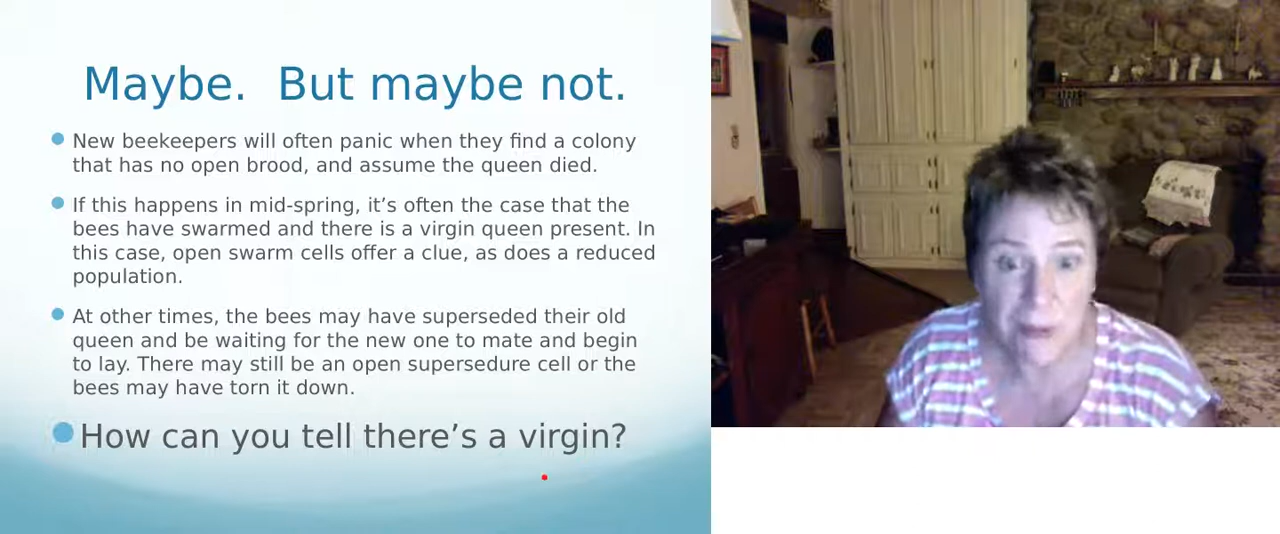 Maybe.  But maybe not.
New beekeepers will often panic when they find a colony
that has no open brood, and assume the queen died.
If this happens in mid-spring, it’s often the case that the
bees have swarmed and there is a virgin queen present. In
this case, open swarm cells offer a clue, as does a reduced
population.
At other times, the bees may have superseded their old
queen and be waiting for the new one to mate and begin
to lay. There may still be an open supersedure cell or the
bees may have torn it down.
How can you tell there’s a virgin?